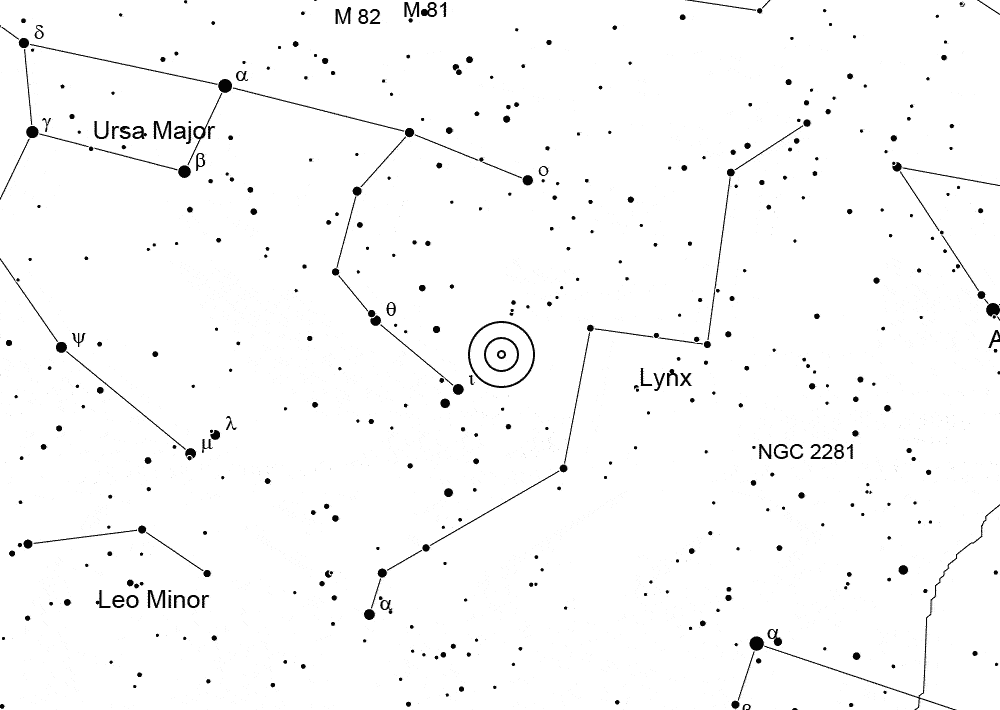 M 82
M 81
δ
α
γ
Ursa Major
β
ο
θ
A
ψ
ι
Lynx
λ
μ
NGC 2281
Leo Minor
α
α
β